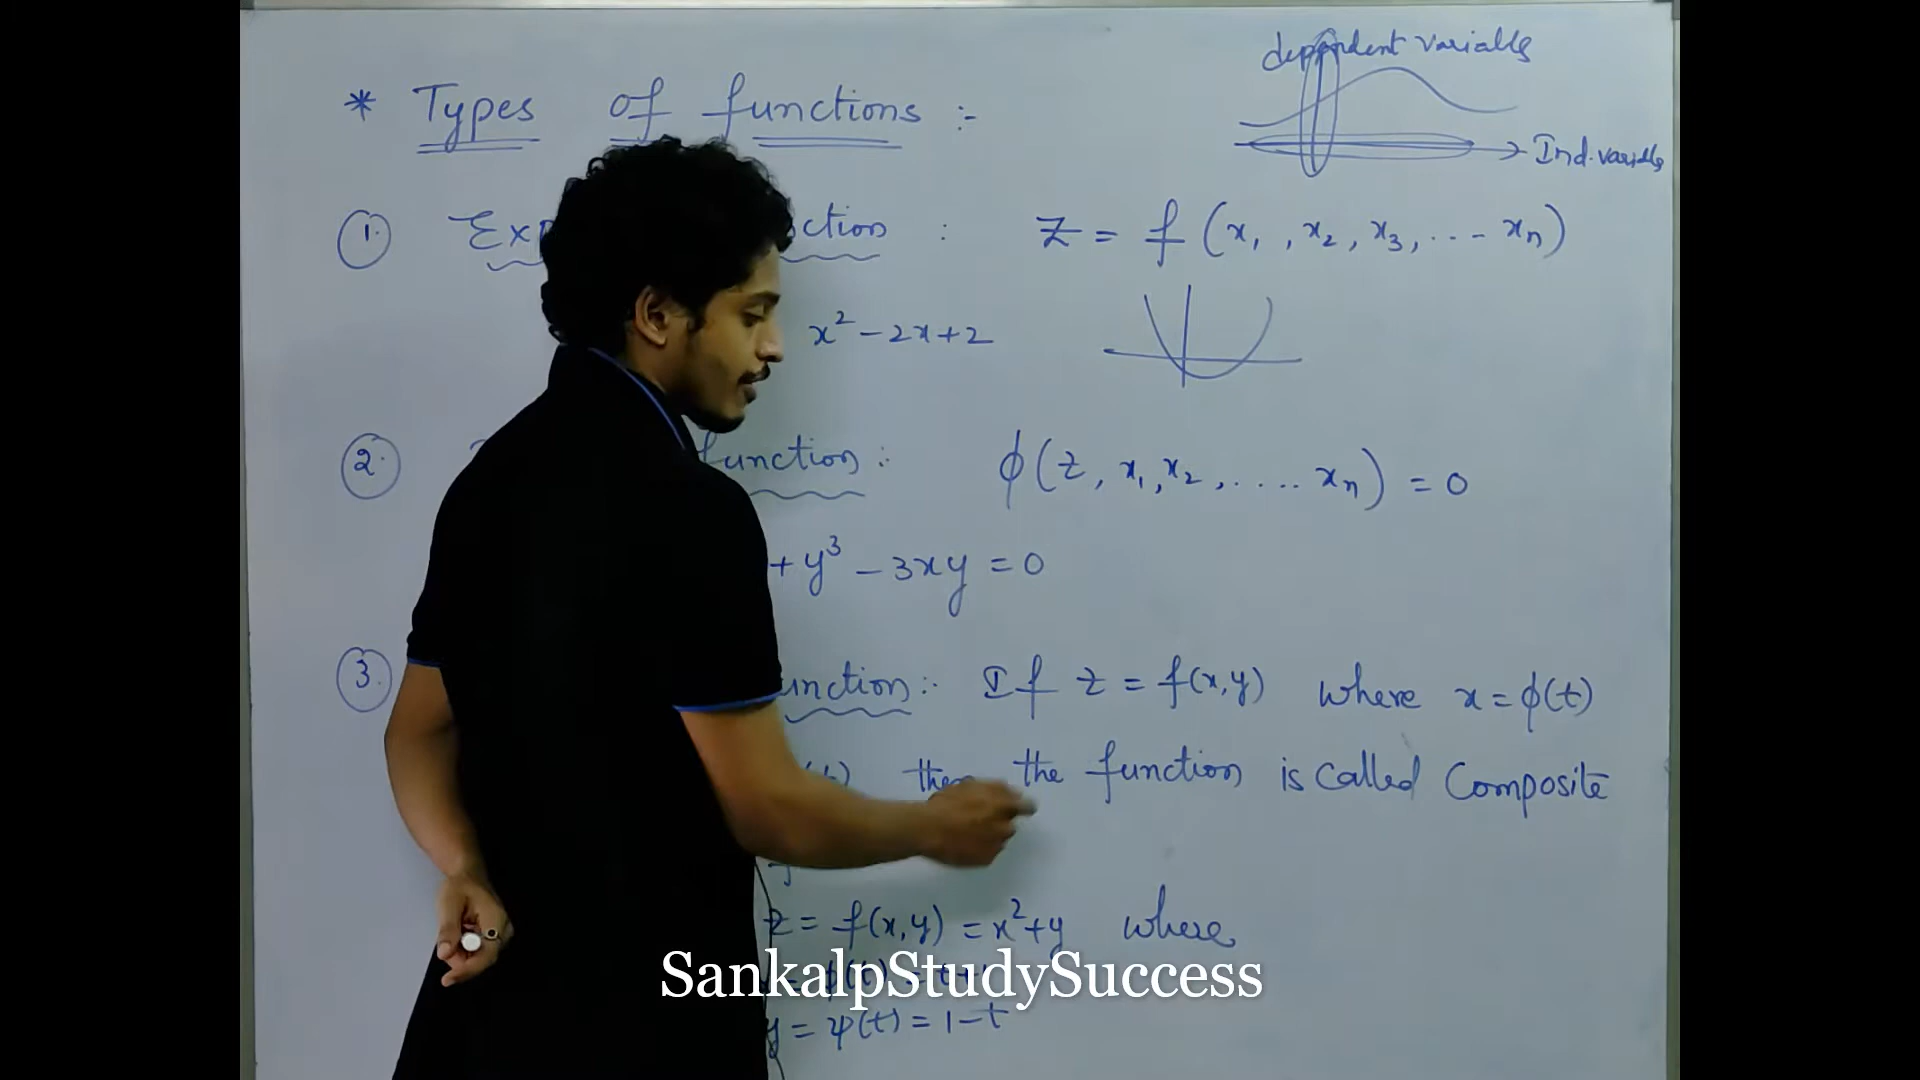 dependent variable
* Types of functions :-
Ind. variable
1. ction : Z = f (x₁, x₂, x₃, ... xₙ)
x² - 2x + 2
2. function :- ϕ(z, x₁, x₂, .... xₙ) = 0
+ y³ - 3xy = 0
3. unction :- If z = f(x,y) where x = ϕ(t)
the function is called Composite
z = f(x,y) = x² + y where,
SankalpStudySuccess
y = ψ(t) = 1 - t